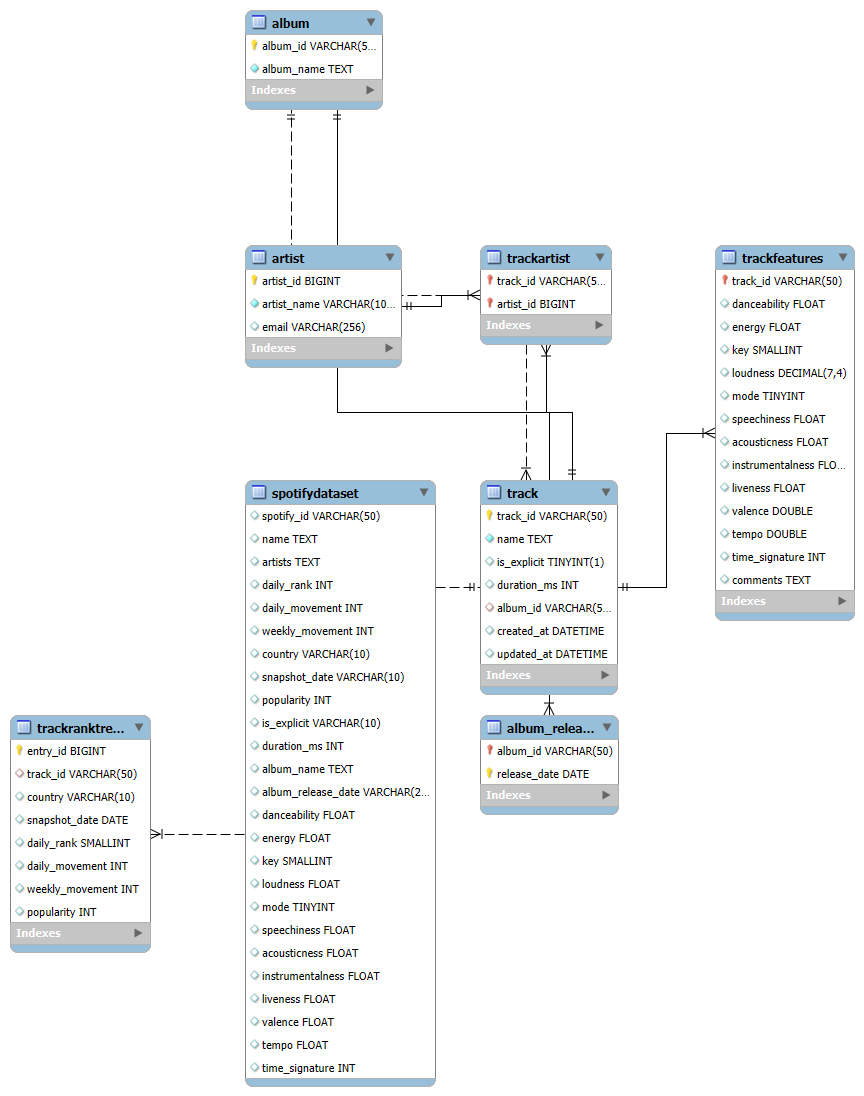 album
album_id VARCHAR(5...
album_name TEXT
Indexes
artist
artist_id BIGINT
artist_name VARCHAR(10...
email VARCHAR(256)
Indexes
trackartist
track_id VARCHAR(5...
artist_id BIGINT
Indexes
trackfeatures
track_id VARCHAR(50)
danceability FLOAT
energy FLOAT
key SMALLINT
loudness DECIMAL(7,4)
mode TINYINT
speechiness FLOAT
acousticness FLOAT
instrumentalness FLO...
liveness FLOAT
valence DOUBLE
tempo DOUBLE
time_signature INT
comments TEXT
Indexes
spotifydataset
spotify_id VARCHAR(50)
name TEXT
artists TEXT
daily_rank INT
daily_movement INT
weekly_movement INT
country VARCHAR(10)
snapshot_date VARCHAR(10)
popularity INT
is_explicit VARCHAR(10)
duration_ms INT
album_name TEXT
album_release_date VARCHAR(2...
danceability FLOAT
energy FLOAT
key SMALLINT
loudness FLOAT
mode TINYINT
speechiness FLOAT
acousticness FLOAT
instrumentalness FLOAT
liveness FLOAT
valence FLOAT
tempo FLOAT
time_signature INT
track
track_id VARCHAR(50)
name TEXT
is_explicit TINYINT(1)
duration_ms INT
album_id VARCHAR(5...
created_at DATETIME
updated_at DATETIME
Indexes
trackranktre...
entry_id BIGINT
track_id VARCHAR(50)
country VARCHAR(10)
snapshot_date DATE
daily_rank SMALLINT
daily_movement INT
weekly_movement INT
popularity INT
Indexes
album_relea...
album_id VARCHAR(50)
release_date DATE
Indexes